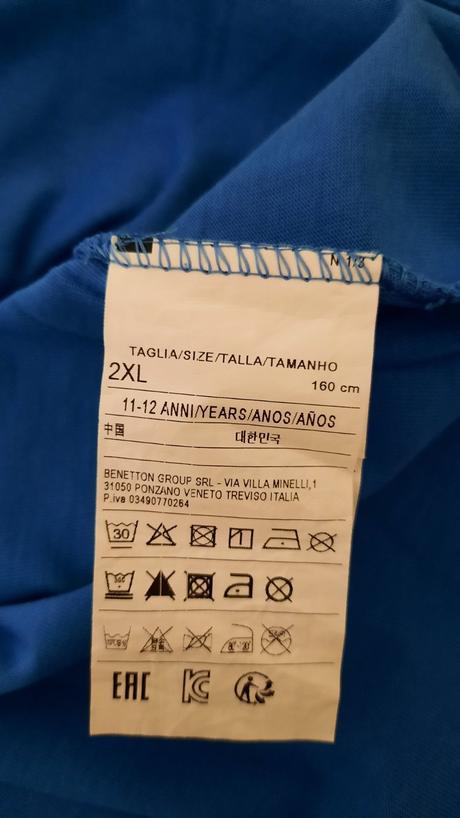 N 1/3
TAGLIA/SIZE/TALLA/TAMANHO
2XL 160 cm
11-12 ANNI/YEARS/ANOS/AÑOS
中国 대한민국
BENETTON GROUP SRL - VIA VILLA MINELLI,1
31050 PONZANO VENETO TREVISO ITALIA
P.iva 03490770264
30
EAC KC